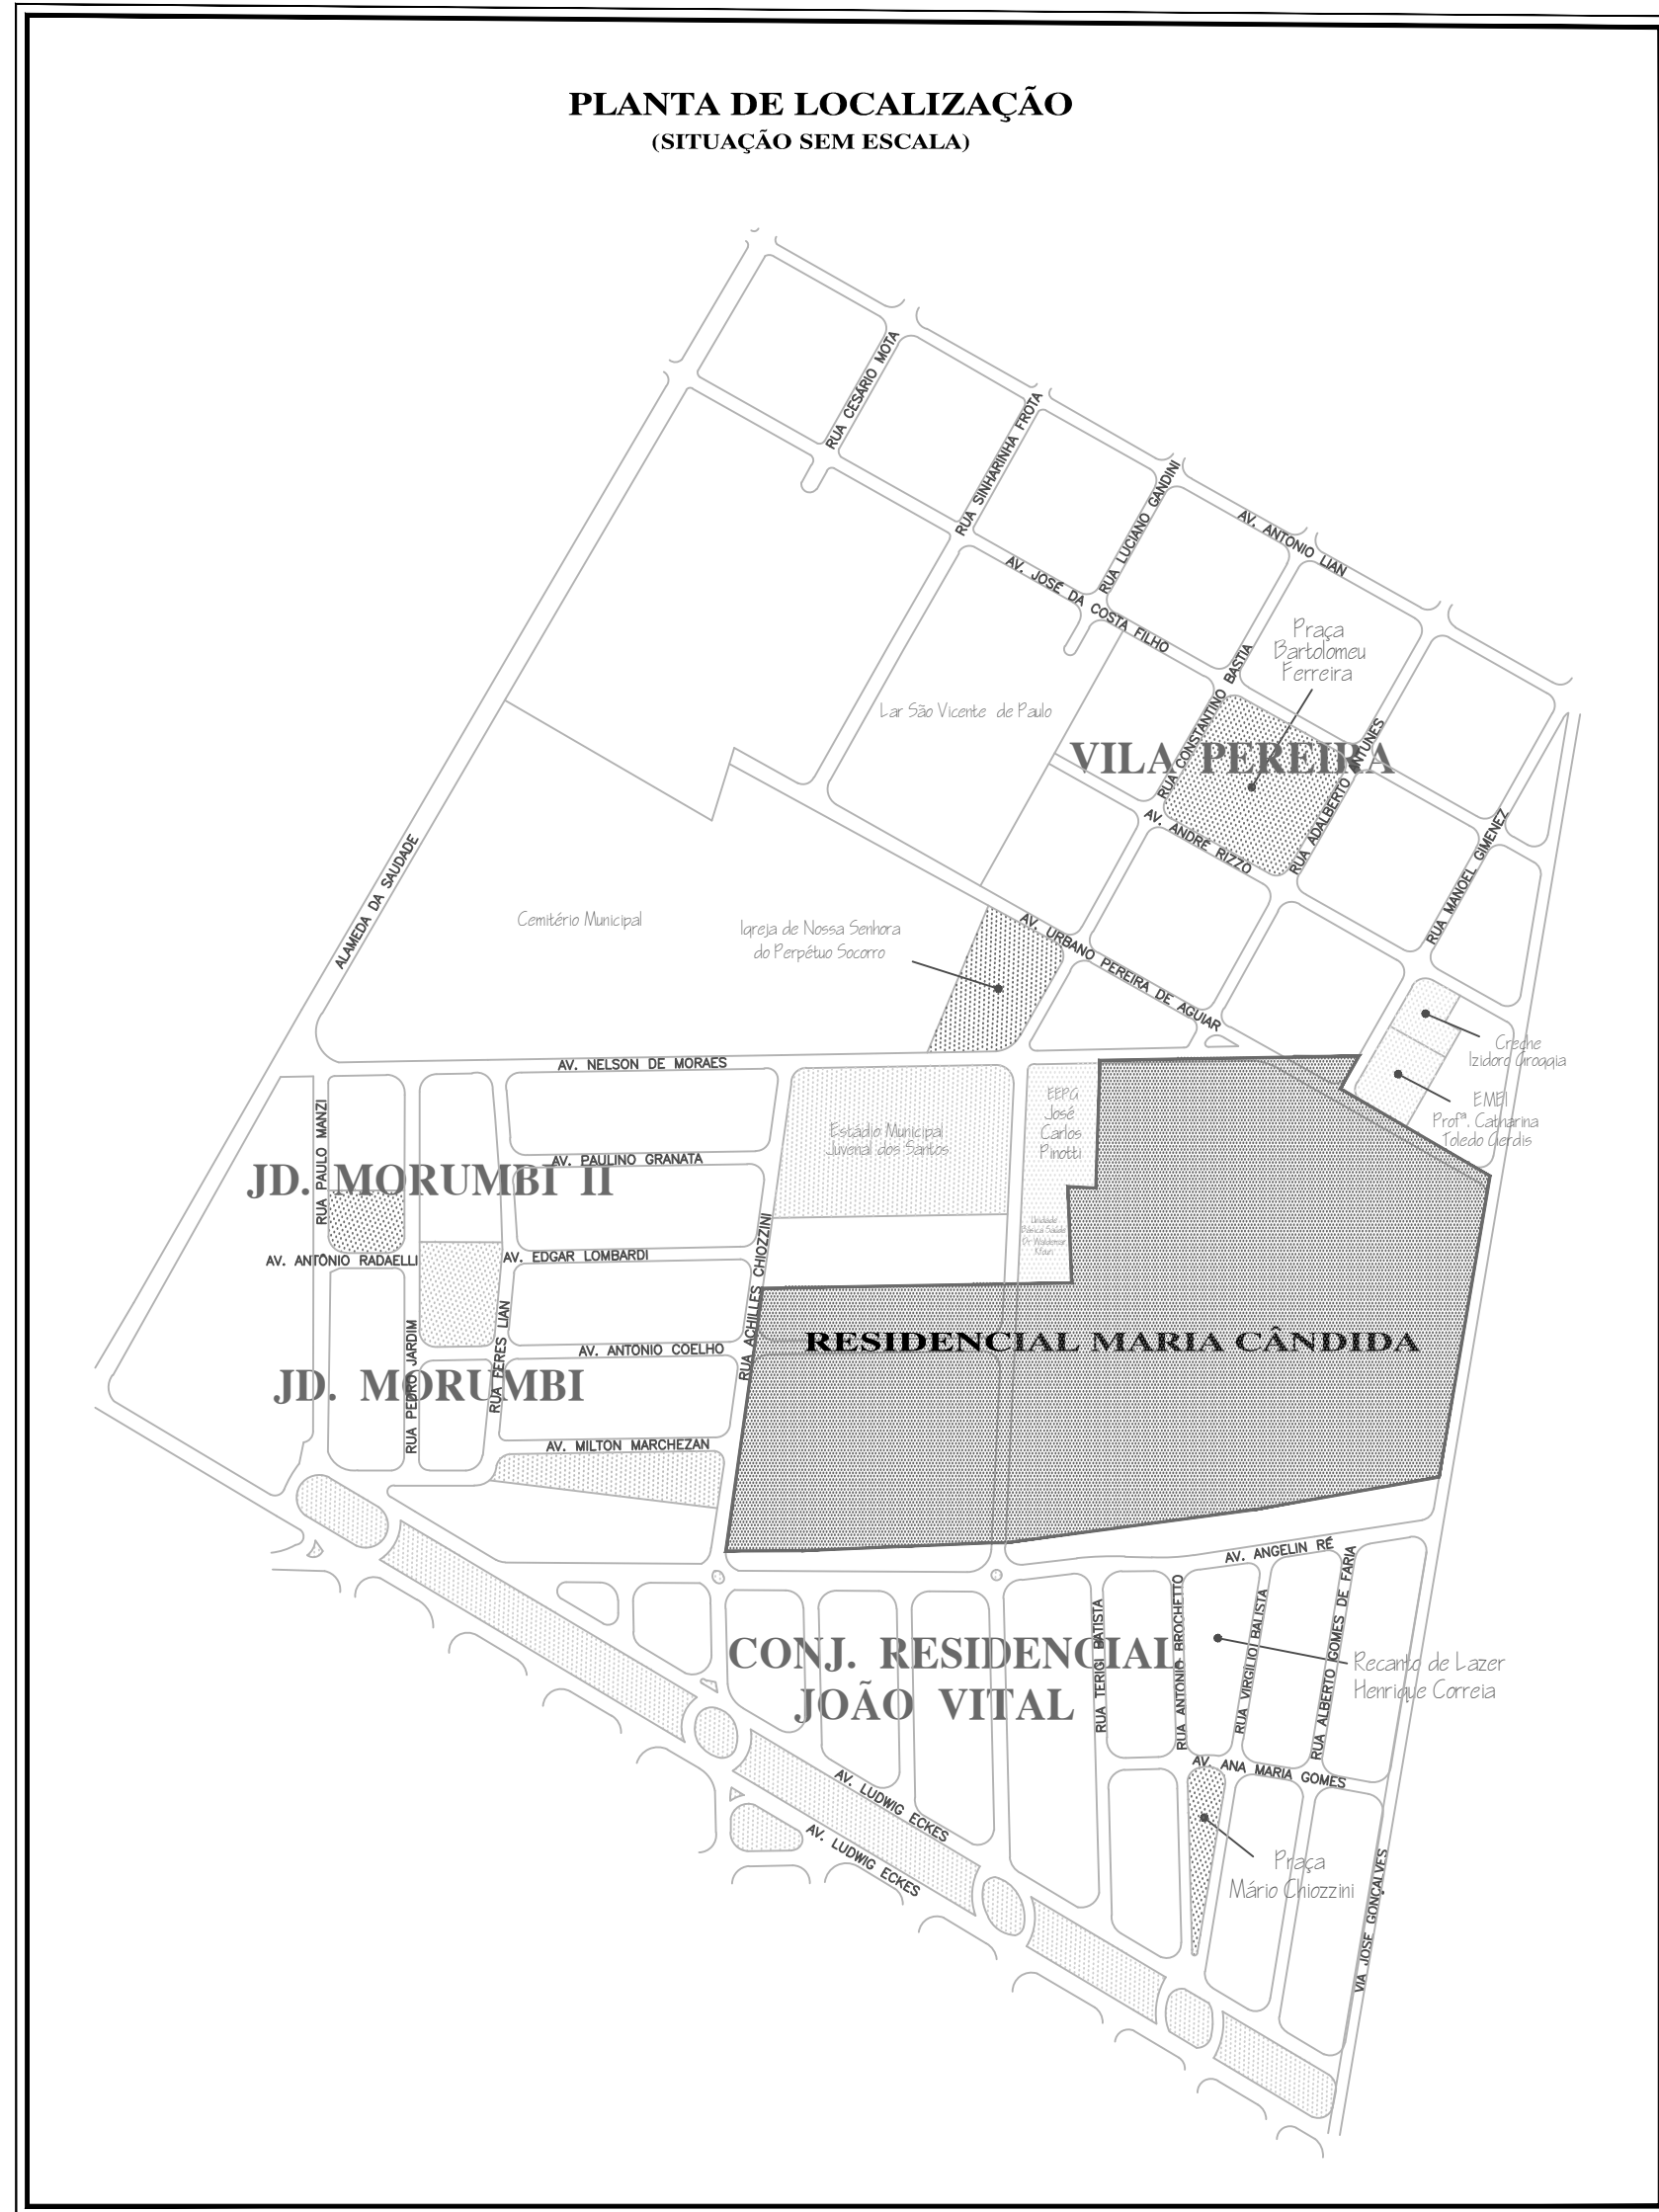 PLANTA DE LOCALIZAÇÃO
(SITUAÇÃO SEM ESCALA)
RUA CESÁRIO MOTA
RUA SINHARINHA FROTA
RUA LUCIANO GANDINI
AV. ANTONIO LIAN
AV. JOSÉ DA COSTA FILHO
Praça
Bartolomeu
Ferreira
RUA CONSTANTINO BASTIA
Lar São Vicente de Paulo
VILA PEREIRA
RUA ADALBERTO ANTUNES
AV. ANDRÉ RIZZO
RUA MANOEL GIMENEZ
ALAMEDA DA SAUDADE
Cemitério Municipal
Igreja de Nossa Senhora
do Perpétuo Socorro
AV. URBANO PEREIRA DE AGUIAR
Creche
Izidoro Groggia
EMEI
Profª. Catharina
Toledo Gerdis
AV. NELSON DE MORAES
EEPG
José
Carlos
Pinotti
Estádio Municipal
Juvenal dos Santos
RUA PAULO MANZI
AV. PAULINO GRANATA
JD. MORUMBI II
Unidade
AV. ANTÔNIO RADAELLI
AV. EDGAR LOMBARDI
RUA ACHILLES CHIOZZINI
RUA PEDRO JARDIM
RUA FERES LIAN
RESIDENCIAL MARIA CÂNDIDA
AV. ANTONIO COELHO
JD. MORUMBI
AV. MILTON MARCHEZAN
AV. ANGELIN RÉ
RUA TERIGI BATISTA
RUA ANTONIO BROCHETTO
RUA VIRGILIO BALISTA
RUA ALBERTO GOMES DE FARIA
CONJ. RESIDENCIAL
JOÃO VITAL
Recanto de Lazer
Henrique Correia
AV. ANA MARIA GOMES
AV. LUDWIG ECKES
AV. LUDWIG ECKES
Praça
Mário Chiozzini
VIA JOSE GONÇALVES